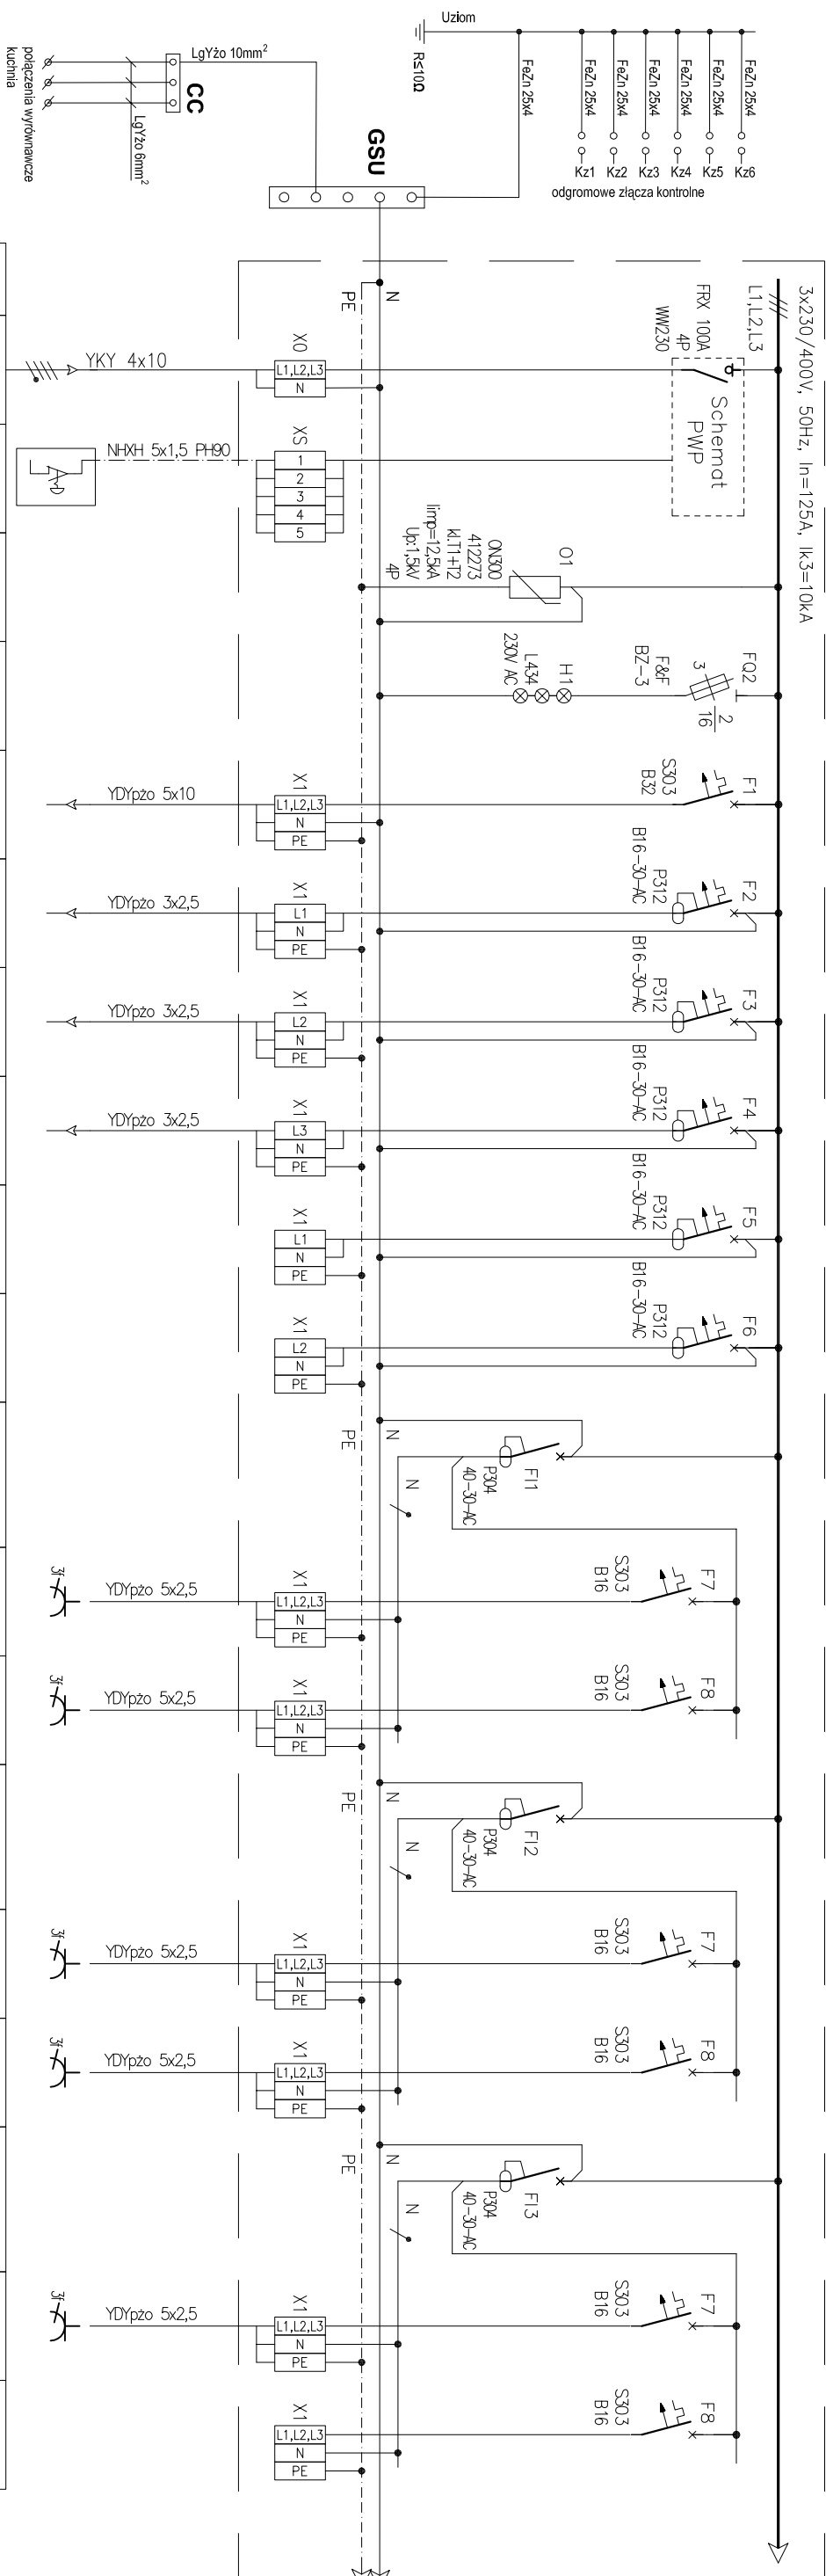 Uziom
R≤10Ω
FeZn 25x4
FeZn 25x4
FeZn 25x4
FeZn 25x4
FeZn 25x4
FeZn 25x4
FeZn 25x4
Kz1
Kz2
Kz3
Kz4
Kz5
Kz6
odgromowe złącza kontrolne
LgYżo 10mm²
CC
LgYżo 6mm²
połączenia wyrównawcze
kuchnia
GSU
3x230/400V, 50Hz, In=125A, Ik3=10kA
L1,L2,L3
N
PE
FRX 100A
4P
WW230
Schemat
PWP
X0
L1,L2,L3
N
YKY 4x10
XS
1
2
3
4
5
NHXH 5x1,5 PH90
O1
ON300
412273
kl.T1+T2
Iimp=12,5kA
Up:1,5kV
4P
FQ2
3
2
16
F&F
BZ-3
H1
L434
230V AC
F1
S303
B32
X1
L1,L2,L3
N
PE
YDYpżo 5x10
F2
P312
B16-30-AC
X1
L1
N
PE
YDYpżo 3x2,5
F3
P312
B16-30-AC
X1
L2
N
PE
YDYpżo 3x2,5
F4
P312
B16-30-AC
X1
L3
N
PE
YDYpżo 3x2,5
F5
P312
B16-30-AC
X1
L1
N
PE
F6
P312
B16-30-AC
X1
L2
N
PE
FI1
P304
40-30-AC
N
PE
N
F7
S303
B16
X1
L1,L2,L3
N
PE
YDYpżo 5x2,5
3f
F8
S303
B16
X1
L1,L2,L3
N
PE
YDYpżo 5x2,5
3f
FI2
P304
40-30-AC
N
PE
N
F7
S303
B16
X1
L1,L2,L3
N
PE
YDYpżo 5x2,5
3f
F8
S303
B16
X1
L1,L2,L3
N
PE
YDYpżo 5x2,5
3f
FI3
P304
40-30-AC
N
PE
N
F7
S303
B16
X1
L1,L2,L3
N
PE
YDYpżo 5x2,5
3f
F8
S303
B16
X1
L1,L2,L3
N
PE